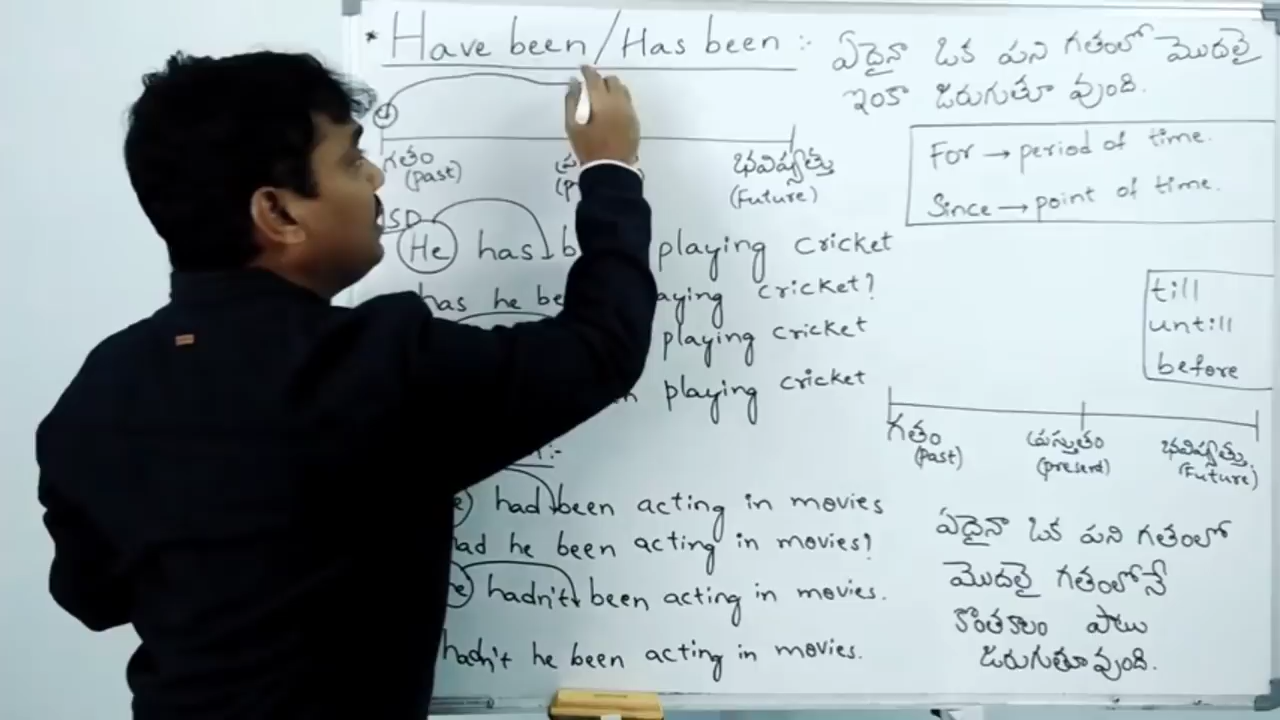 * Have been / Has been :-
ఏదైనా ఒక పని గతంలో మొదలై
ఇంకా జరుగుతూ వుంది.
గతం
(past)
భవిష్యత్తు
(Future)
For → period of time.
Since → point of time.
He has playing cricket
has he playing cricket?
playing cricket
playing cricket
till
untill
before
గతం
(past)
ప్రస్తుతం
(present)
భవిష్యత్తు
(Future)
had been acting in movies
had he been acting in movies?
hadn't been acting in movies.
hadn't he been acting in movies.
ఏదైనా ఒక పని గతంలో
మొదలై గతంలోనే
కొంతకాలం పాటు
జరుగుతూ వుంది.